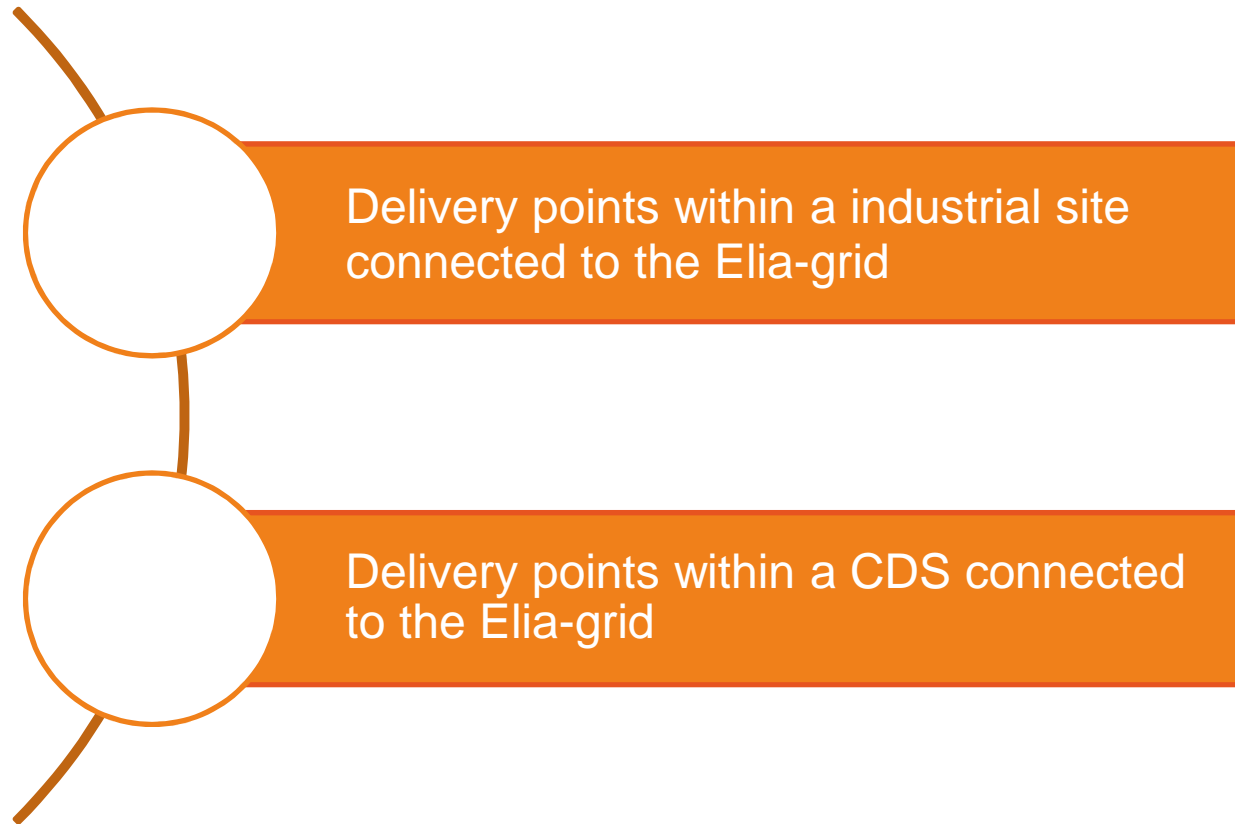 Delivery points within a industrial site
connected to the Elia-grid
Delivery points within a CDS connected
to the Elia-grid